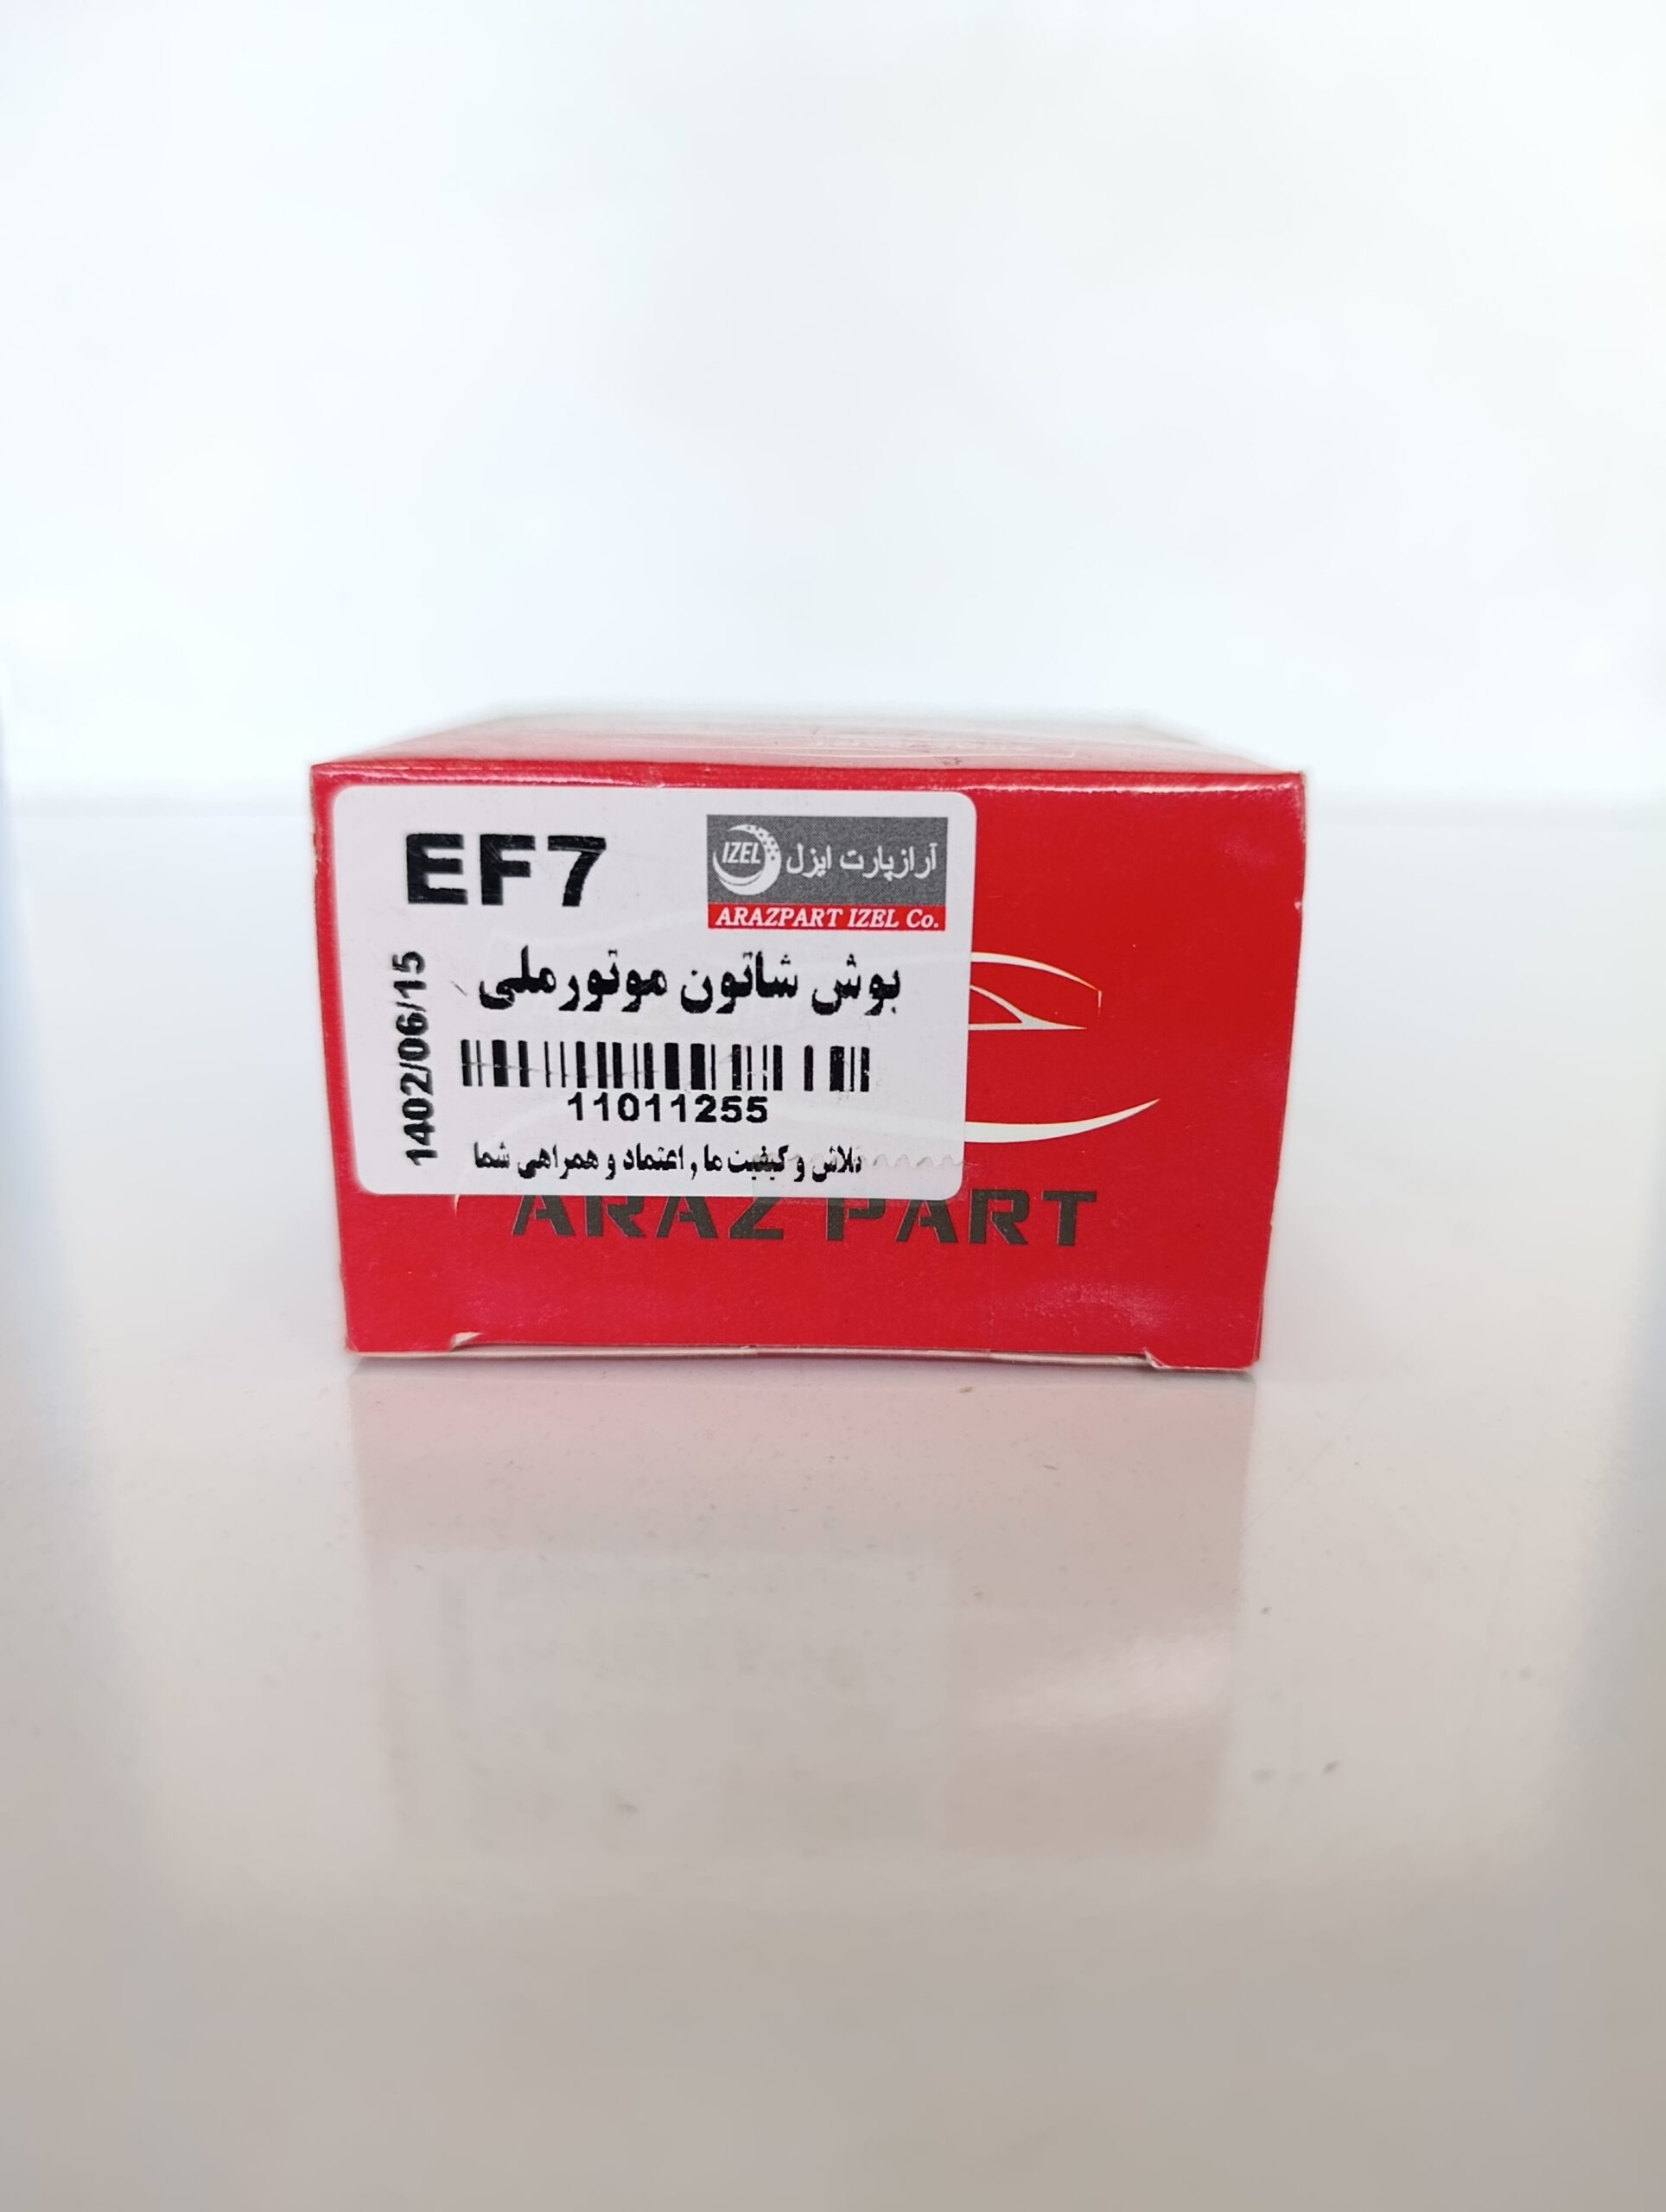 EF7
IZEL
آرازپارت ایزل
ARAZPART IZEL Co.
بوش شاتون موتورملی
1402/06/15
11011255
تلاش و کیفیت ما , اعتماد و همراهی شما
ARAZ PART